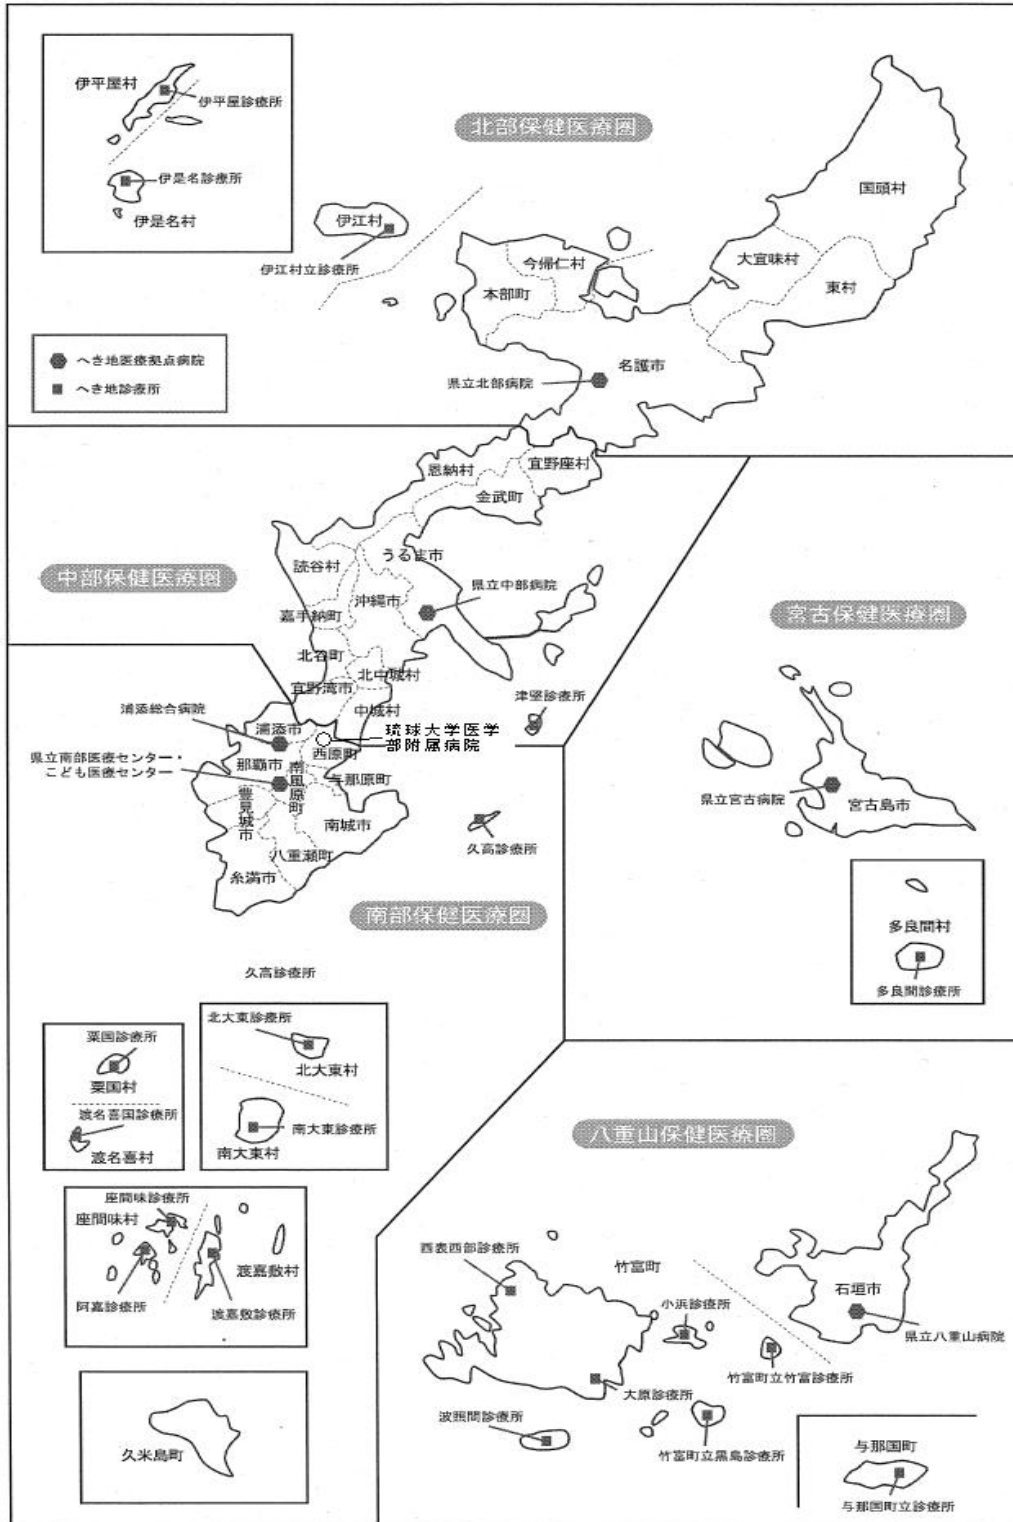 伊平屋村
伊平屋診療所
伊是名診療所
伊是名村
北部保健医療圏
国頭村
伊江村
伊江村立診療所
今帰仁村
本部町
大宜味村
東村
名護市
県立北部病院
へき地医療拠点病院
へき地診療所
恩納村
宜野座村
金武町
うるま市
読谷村
中部保健医療圏
沖縄市
県立中部病院
嘉手納町
北谷町
北中城村
宜野湾市
中城村
津堅診療所
宮古保健医療圏
浦添総合病院
浦添市
琉球大学医学
部附属病院
西原町
県立南部医療センター・
こども医療センター
那覇市
南風原町
与那原町
豊見城市
南城市
八重瀬町
糸満市
久高診療所
県立宮古病院
宮古島市
南部保健医療圏
多良間村
多良間診療所
久高診療所
粟国診療所
粟国村
渡名喜国診療所
渡名喜村
北大東診療所
北大東村
南大東診療所
南大東村
八重山保健医療圏
座間味診療所
座間味村
阿嘉診療所
渡嘉敷村
渡嘉敷診療所
西表西部診療所
竹富町
石垣市
小浜診療所
県立八重山病院
竹富町立竹富診療所
大原診療所
波照間診療所
竹富町立黒島診療所
久米島町
与那国町
与那国町立診療所